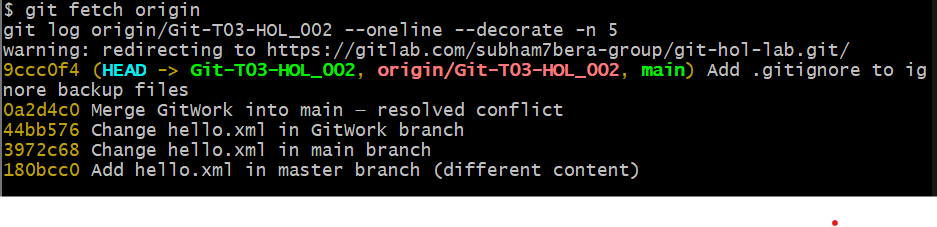 $ git fetch origin
git log origin/Git-T03-HOL_002 --oneline --decorate -n 5
warning: redirecting to https://gitlab.com/subham7bera-group/git-hol-lab.git/
9ccc0f4 (HEAD -> Git-T03-HOL_002, origin/Git-T03-HOL_002, main) Add .gitignore to ig
nore backup files
0a2d4c0 Merge GitWork into main – resolved conflict
44bb576 Change hello.xml in GitWork branch
3972c68 Change hello.xml in main branch
180bcc0 Add hello.xml in master branch (different content)